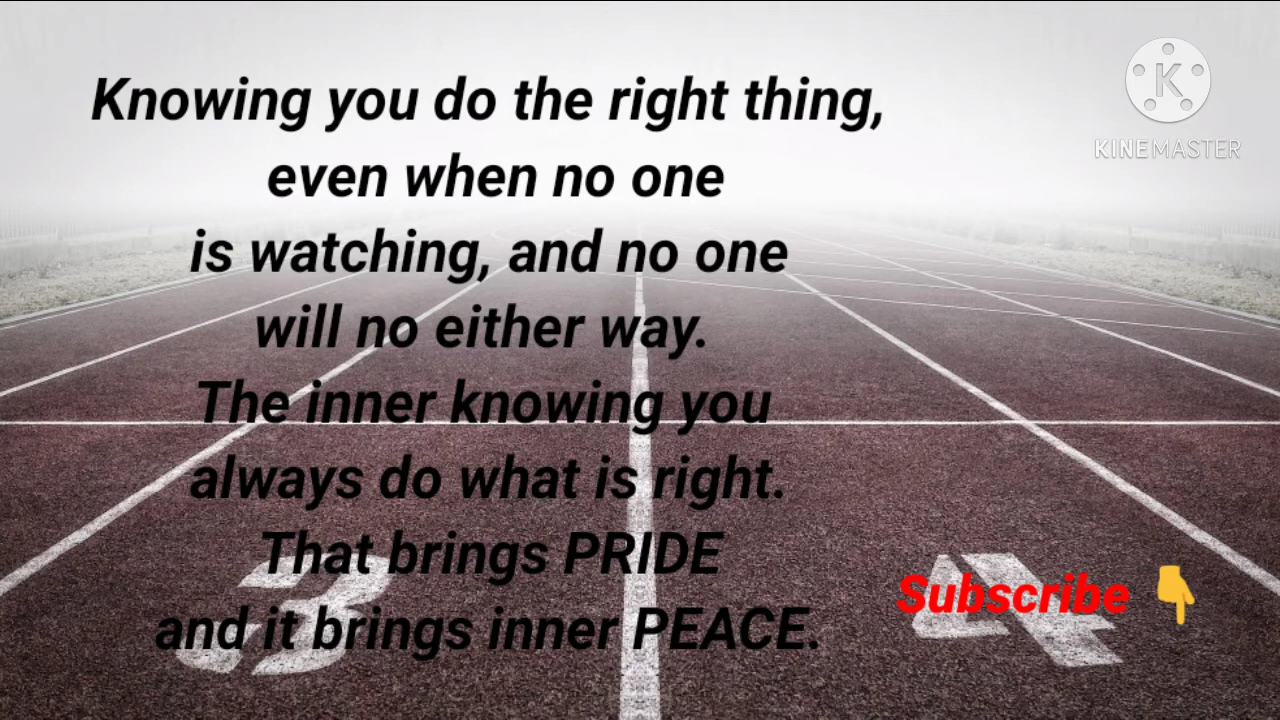 Knowing you do the right thing,
even when no one
is watching, and no one
will no either way.
The inner knowing you
always do what is right.
That brings PRIDE
and it brings inner PEACE.
K
KINEMASTER
Subscribe 👇
3
4